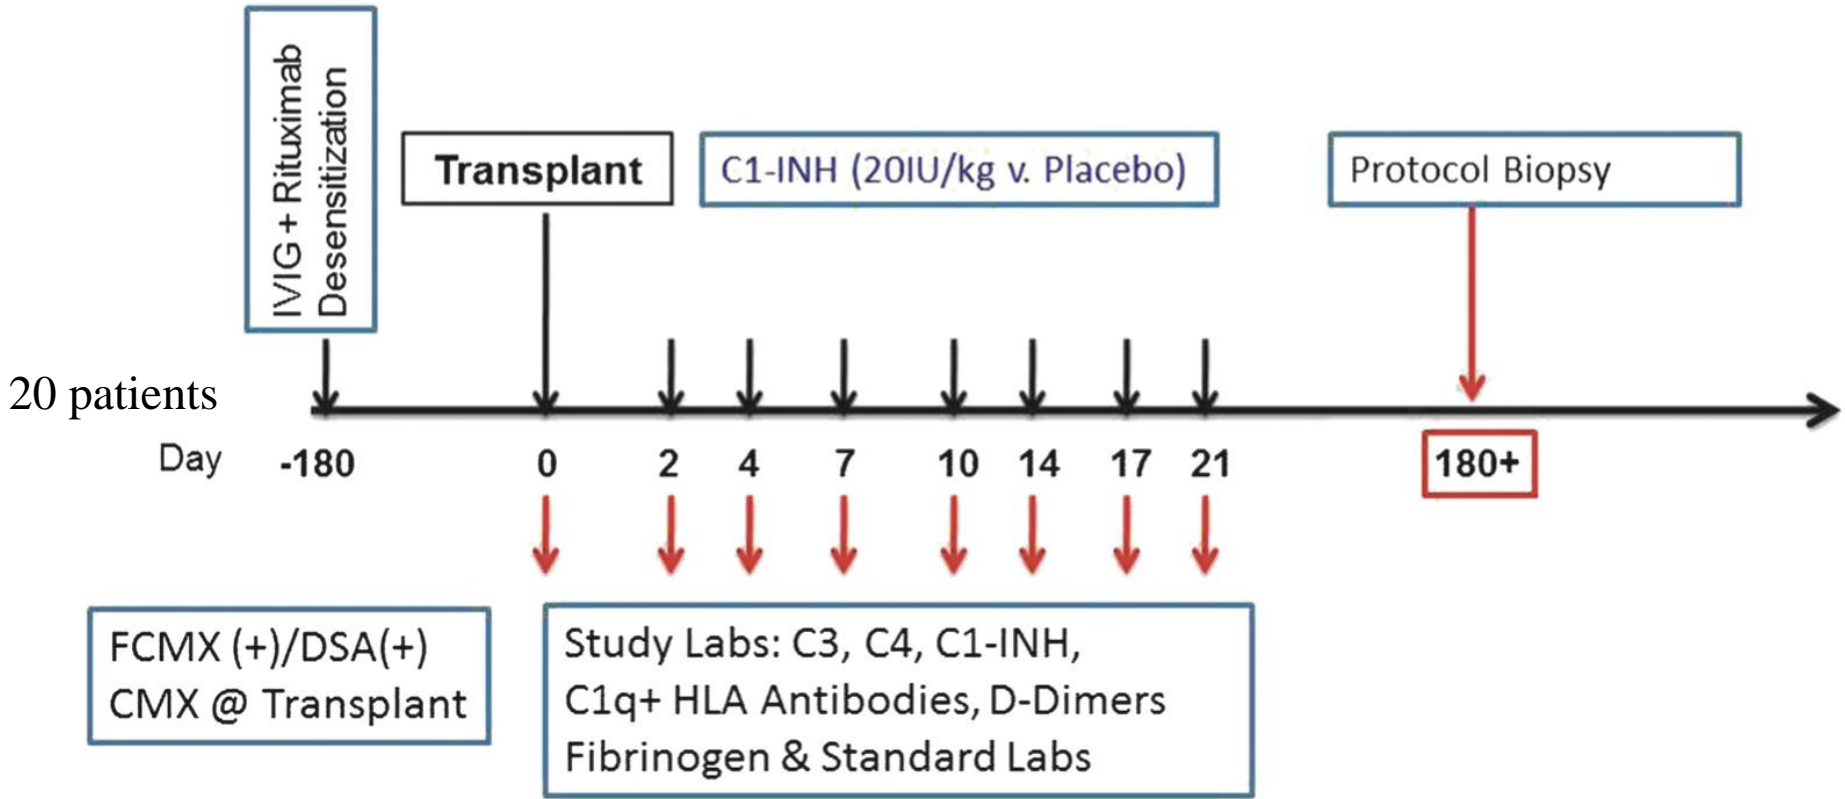 IVIG + Rituximab
Desensitization
Transplant
C1-INH (20IU/kg v. Placebo)
Protocol Biopsy
20 patients
Day -180 0 2 4 7 10 14 17 21 180+
FCMX (+)/DSA(+)
CMX @ Transplant
Study Labs: C3, C4, C1-INH,
C1q+ HLA Antibodies, D-Dimers
Fibrinogen & Standard Labs